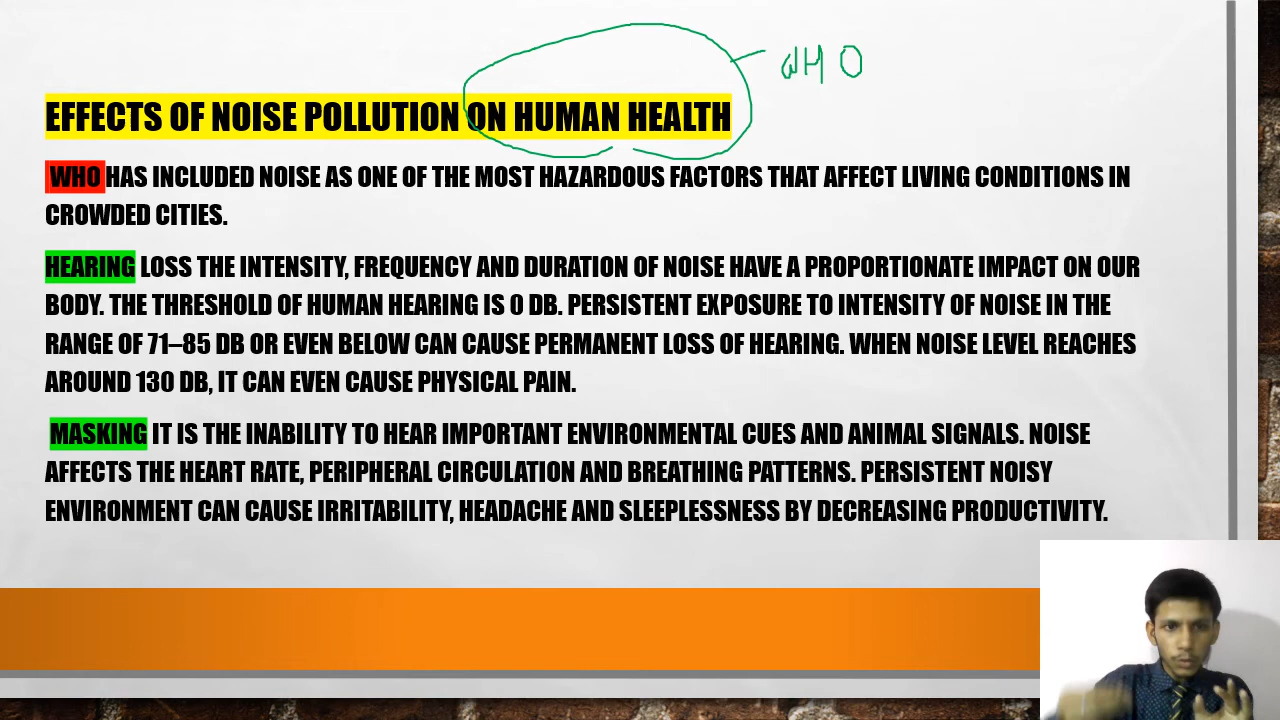 WHO
EFFECTS OF NOISE POLLUTION ON HUMAN HEALTH
WHO HAS INCLUDED NOISE AS ONE OF THE MOST HAZARDOUS FACTORS THAT AFFECT LIVING CONDITIONS IN
CROWDED CITIES.
HEARING LOSS THE INTENSITY, FREQUENCY AND DURATION OF NOISE HAVE A PROPORTIONATE IMPACT ON OUR
BODY. THE THRESHOLD OF HUMAN HEARING IS 0 DB. PERSISTENT EXPOSURE TO INTENSITY OF NOISE IN THE
RANGE OF 71–85 DB OR EVEN BELOW CAN CAUSE PERMANENT LOSS OF HEARING. WHEN NOISE LEVEL REACHES
AROUND 130 DB, IT CAN EVEN CAUSE PHYSICAL PAIN.
MASKING IT IS THE INABILITY TO HEAR IMPORTANT ENVIRONMENTAL CUES AND ANIMAL SIGNALS. NOISE
AFFECTS THE HEART RATE, PERIPHERAL CIRCULATION AND BREATHING PATTERNS. PERSISTENT NOISY
ENVIRONMENT CAN CAUSE IRRITABILITY, HEADACHE AND SLEEPLESSNESS BY DECREASING PRODUCTIVITY.